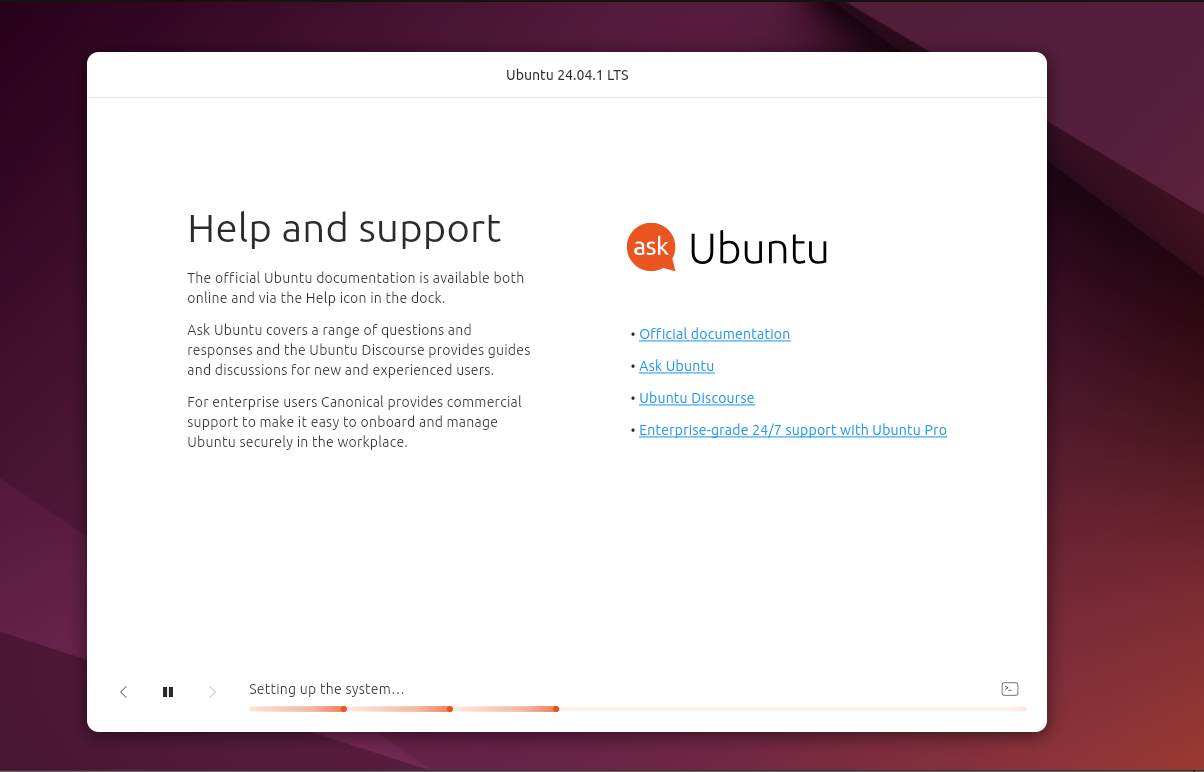 Ubuntu 24.04.1 LTS
Help and support
The official Ubuntu documentation is available both
online and via the Help icon in the dock.
Ask Ubuntu covers a range of questions and
responses and the Ubuntu Discourse provides guides
and discussions for new and experienced users.
For enterprise users Canonical provides commercial
support to make it easy to onboard and manage
Ubuntu securely in the workplace.
ask Ubuntu
• Official documentation
• Ask Ubuntu
• Ubuntu Discourse
• Enterprise-grade 24/7 support with Ubuntu Pro
Setting up the system…